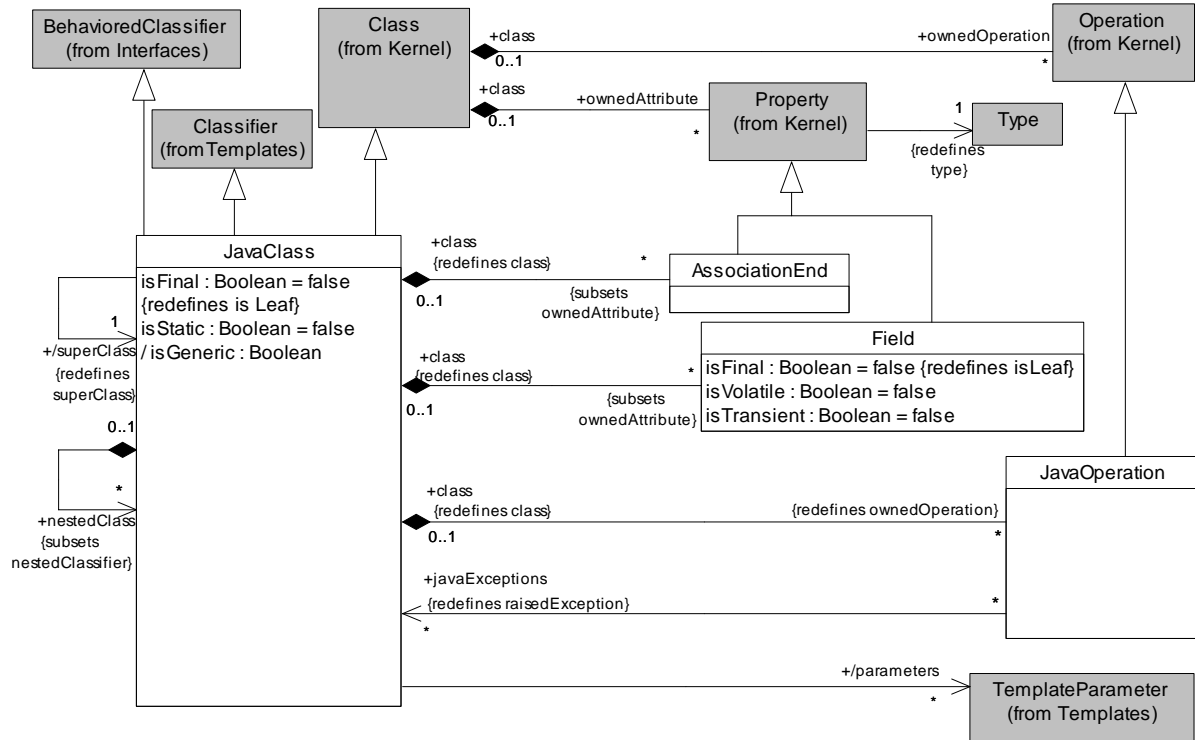 BehavioredClassifier
(from Interfaces)
Class
(from Kernel)
Operation
(from Kernel)
+class
0..1
+ownedOperation
*
+class
0..1
+ownedAttribute
*
Property
(from Kernel)
1
Type
{redefines
type}
Classifier
(fromTemplates)
JavaClass
isFinal : Boolean = false
{redefines is Leaf}
isStatic : Boolean = false
/ isGeneric : Boolean
1
+/superClass
{redefines
superClass}
0..1
*
+nestedClass
{subsets
nestedClassifier}
+class
{redefines class}
0..1
*
{subsets
ownedAttribute}
AssociationEnd
+class
{redefines class}
0..1
*
{subsets
ownedAttribute}
Field
isFinal : Boolean = false {redefines isLeaf}
isVolatile : Boolean = false
isTransient : Boolean = false
JavaOperation
+class
{redefines class}
0..1
{redefines ownedOperation}
*
+javaExceptions
{redefines raisedException}
*
*
+/parameters
*
TemplateParameter
(from Templates)